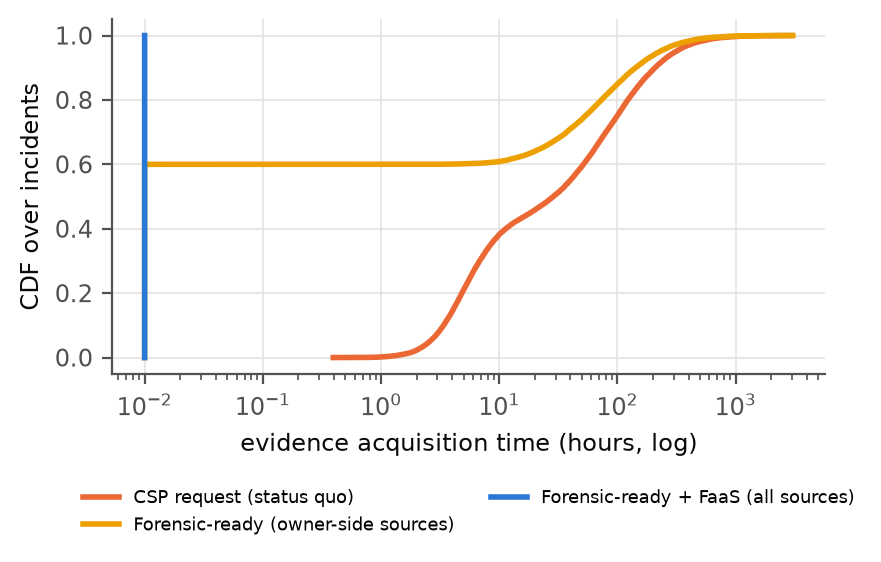 1.0
0.8
0.6
0.4
0.2
0.0
CDF over incidents
10⁻² 10⁻¹ 10⁰ 10¹ 10² 10³
evidence acquisition time (hours, log)
CSP request (status quo)
Forensic-ready (owner-side sources)
Forensic-ready + FaaS (all sources)